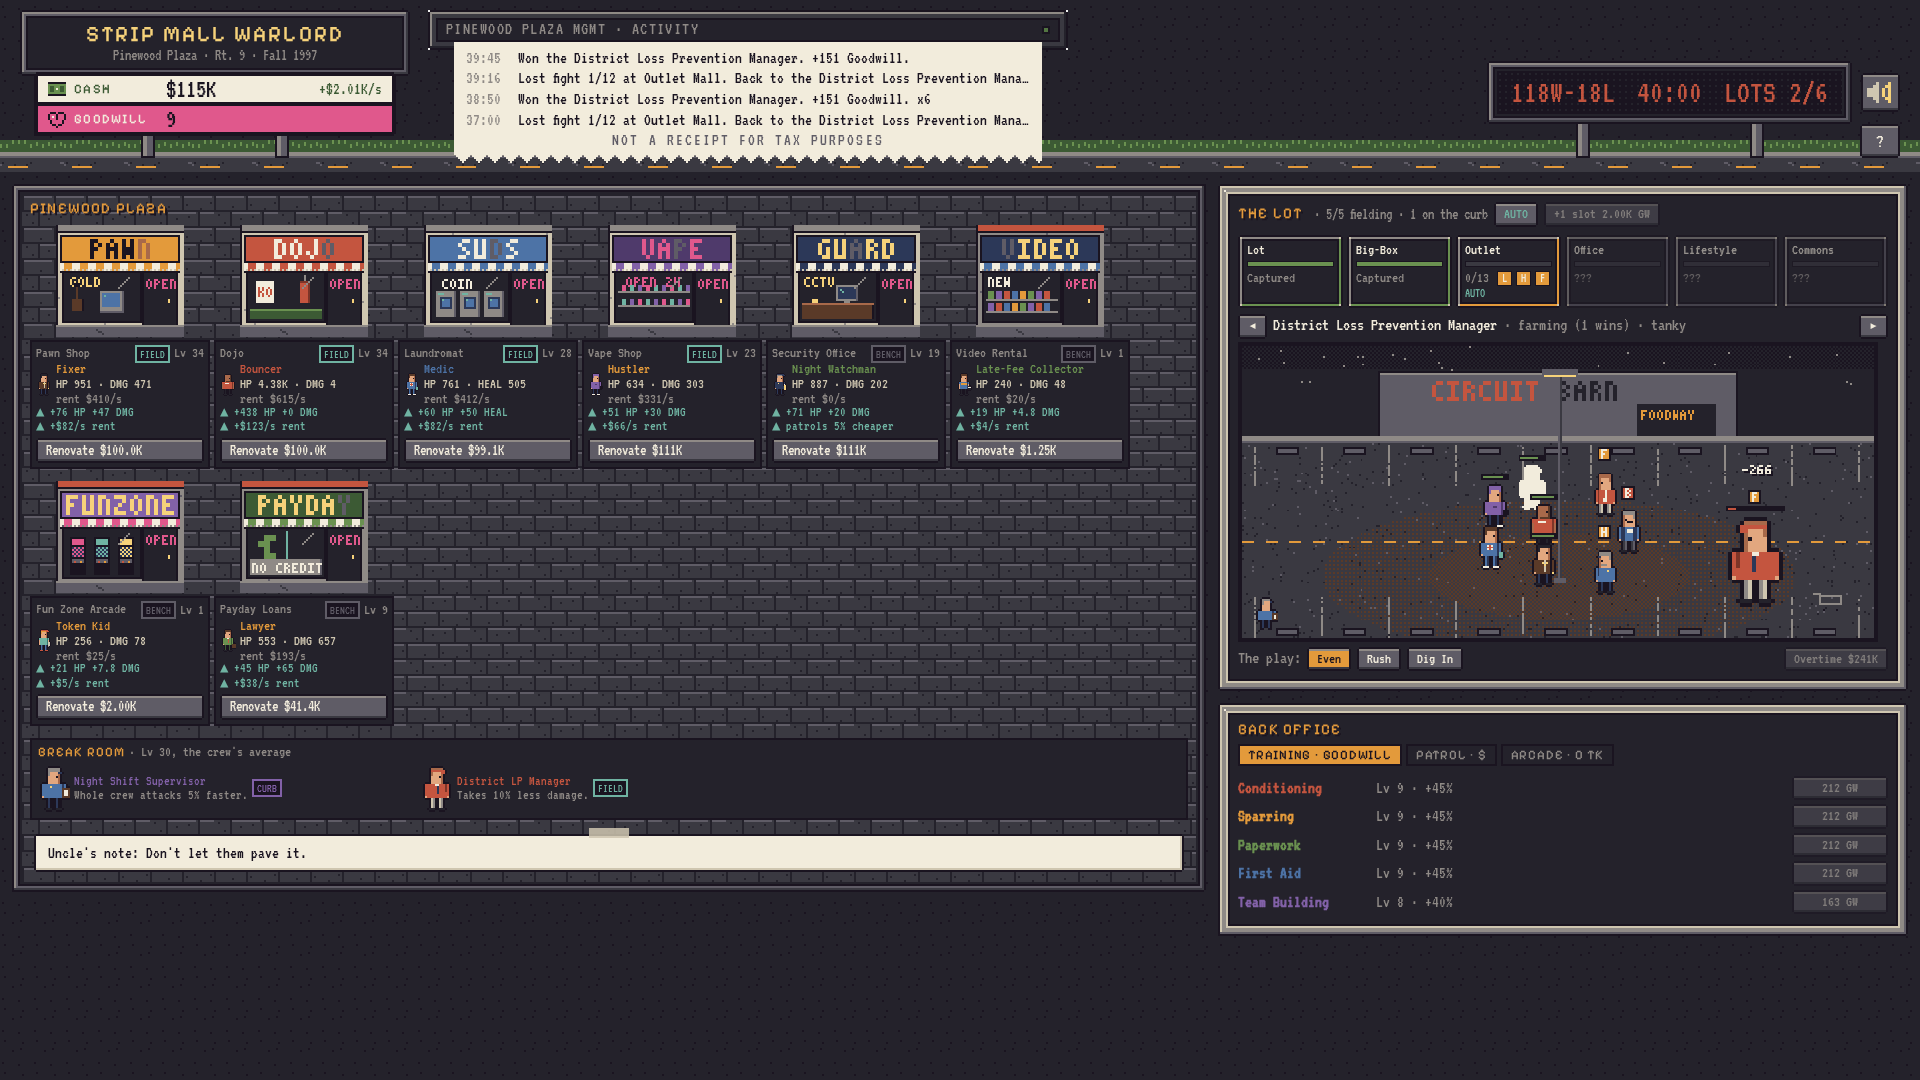 STRIP MALL WARLORD
Pinewood Plaza · Rt. 9 · Fall 1997
CASH $115K +$2.01K/s
GOODWILL 9
PINEWOOD PLAZA MGMT · ACTIVITY
39:45 Won the District Loss Prevention Manager. +151 Goodwill.
39:16 Lost fight 1/12 at Outlet Mall. Back to the District Loss Prevention Mana…
38:50 Won the District Loss Prevention Manager. +151 Goodwill. x6
37:00 Lost fight 1/12 at Outlet Mall. Back to the District Loss Prevention Mana…
NOT A RECEIPT FOR TAX PURPOSES
118W-18L 40:00 LOTS 2/6
?
PINEWOOD PLAZA
PAWN DOJO SUDS VAPE GUARD VIDEO
GOLD OPEN KO OPEN COIN OPEN OPEN 24 OPEN CCTV OPEN NEW OPEN
Pawn Shop FIELD Lv 34
Fixer
HP 951 · DMG 471
rent $410/s
▲ +76 HP +47 DMG
▲ +$82/s rent
Renovate $100.0K
Dojo FIELD Lv 34
Bouncer
HP 4.38K · DMG 4
rent $615/s
▲ +438 HP +0 DMG
▲ +$123/s rent
Renovate $100.0K
Laundromat FIELD Lv 28
Medic
HP 761 · HEAL 505
rent $412/s
▲ +60 HP +50 HEAL
▲ +$82/s rent
Renovate $99.1K
Vape Shop FIELD Lv 23
Hustler
HP 634 · DMG 303
rent $331/s
▲ +51 HP +30 DMG
▲ +$66/s rent
Renovate $111K
Security Office BENCH Lv 19
Night Watchman
HP 887 · DMG 202
rent $0/s
▲ +71 HP +20 DMG
▲ patrols 5% cheaper
Renovate $111K
Video Rental BENCH Lv 1
Late-Fee Collector
HP 240 · DMG 48
rent $20/s
▲ +19 HP +4.8 DMG
▲ +$4/s rent
Renovate $1.25K
FUNZONE PAYDAY
OPEN NO CREDIT OPEN
Fun Zone Arcade BENCH Lv 1
Token Kid
HP 256 · DMG 78
rent $25/s
▲ +21 HP +7.8 DMG
▲ +$5/s rent
Renovate $2.00K
Payday Loans BENCH Lv 9
Lawyer
HP 553 · DMG 657
rent $193/s
▲ +45 HP +65 DMG
▲ +$38/s rent
Renovate $41.4K
BREAK ROOM · Lv 30, the crew's average
Night Shift Supervisor
Whole crew attacks 5% faster. CURB
District LP Manager
Takes 10% less damage. FIELD
Uncle's note: Don't let them pave it.
THE LOT · 5/5 fielding · 1 on the curb AUTO +1 slot 2.00K GW
Lot
Captured
Big-Box
Captured
Outlet
0/13 L H F
AUTO
Office
???
Lifestyle
???
Commons
???
◄ District Loss Prevention Manager · farming (1 wins) · tanky ►
CIRCUIT BARN
FOODWAY
F
-266
B
F
H
The play: Even Rush Dig In Overtime $241K
BACK OFFICE
TRAINING · GOODWILL PATROL · $ ARCADE · 0 TK
Conditioning Lv 9 · +45% 212 GW
Sparring Lv 9 · +45% 212 GW
Paperwork Lv 9 · +45% 212 GW
First Aid Lv 9 · +45% 212 GW
Team Building Lv 8 · +40% 163 GW